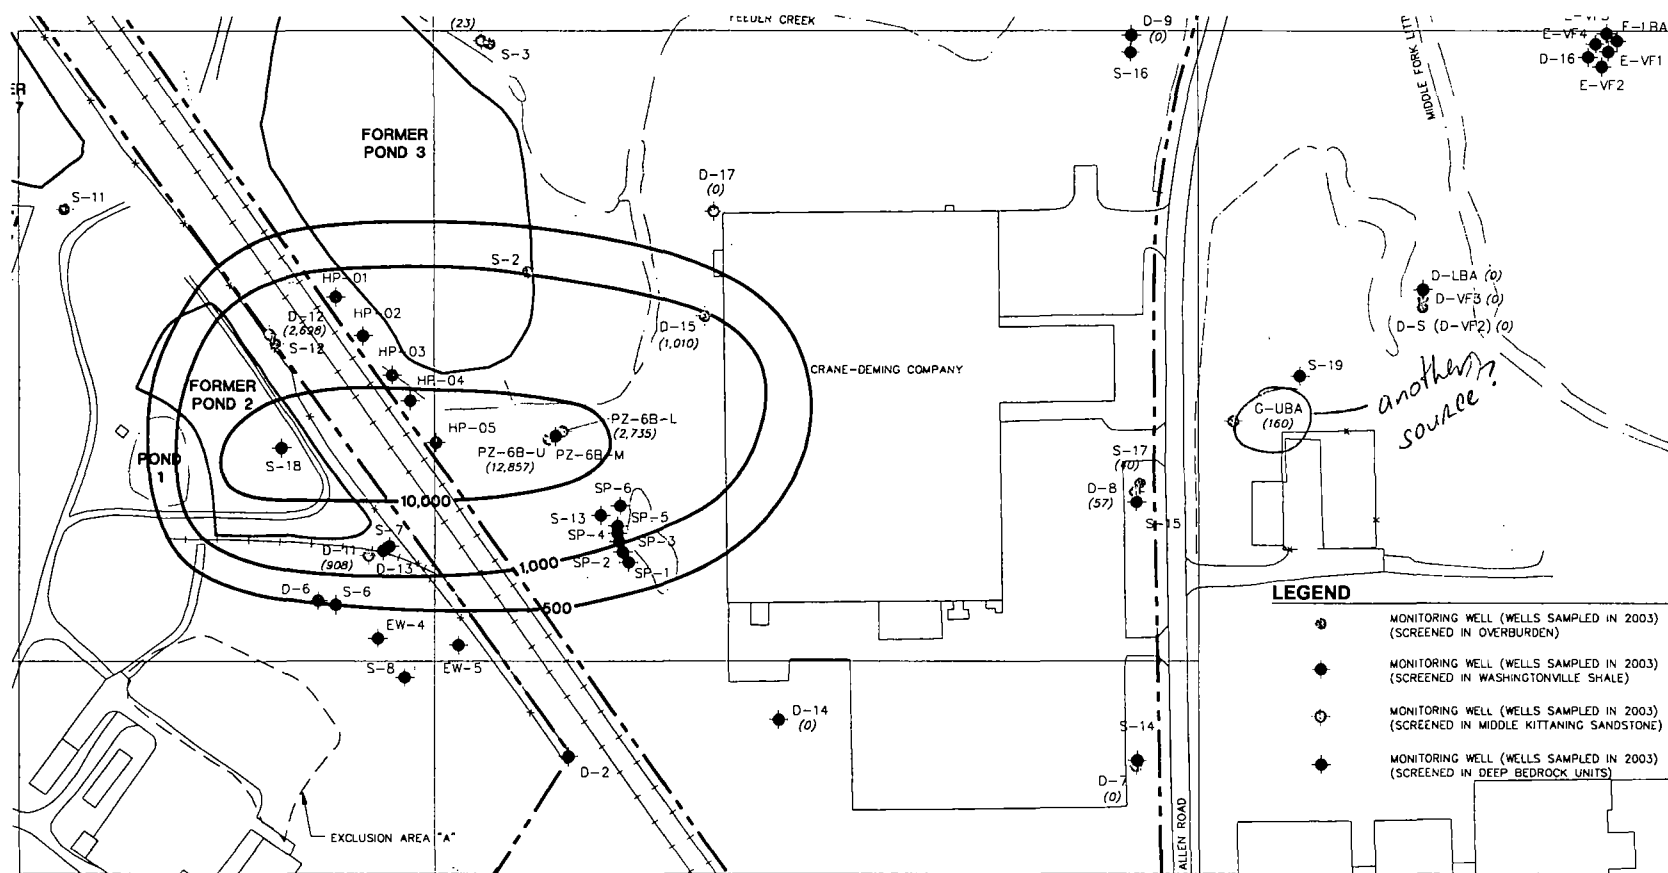 (23)
FEEDER CREEK
S-3
D-9
(0)
S-16
MIDDLE FORK
E-LBA
E-VF4
D-16
E-VF1
E-VF2
7
FORMER
POND 3
D-17
(0)
S-11
S-2
HP-01
D-12
(2,698)
S-12
HP-02
HP-03
HP-04
HP-05
D-15
(1,010)
CRANE-DEMING COMPANY
D-LBA (0)
D-VF3 (0)
D-S (D-VF2) (0)
S-19
G-UBA
(160)
another
source?
FORMER
POND 2
POND
1
S-18
PZ-6B-L
(2,735)
PZ-6B-U
(12,857)
PZ-6B-M
10,000
SP-6
S-13
SP-5
SP-4
SP-3
SP-2
SP-1
S-17
D-8
(57)
S-15
S-7
D-11
(908)
D-13
1,000
500
D-6
S-6
EW-4
EW-5
S-8
D-14
(0)
D-2
S-14
D-7
(0)
EXCLUSION AREA "A"
ALLEN ROAD
LEGEND
MONITORING WELL (WELLS SAMPLED IN 2003)
(SCREENED IN OVERBURDEN)
MONITORING WELL (WELLS SAMPLED IN 2003)
(SCREENED IN WASHINGTONVILLE SHALE)
MONITORING WELL (WELLS SAMPLED IN 2003)
(SCREENED IN MIDDLE KITTANING SANDSTONE)
MONITORING WELL (WELLS SAMPLED IN 2003)
(SCREENED IN DEEP BEDROCK UNITS)